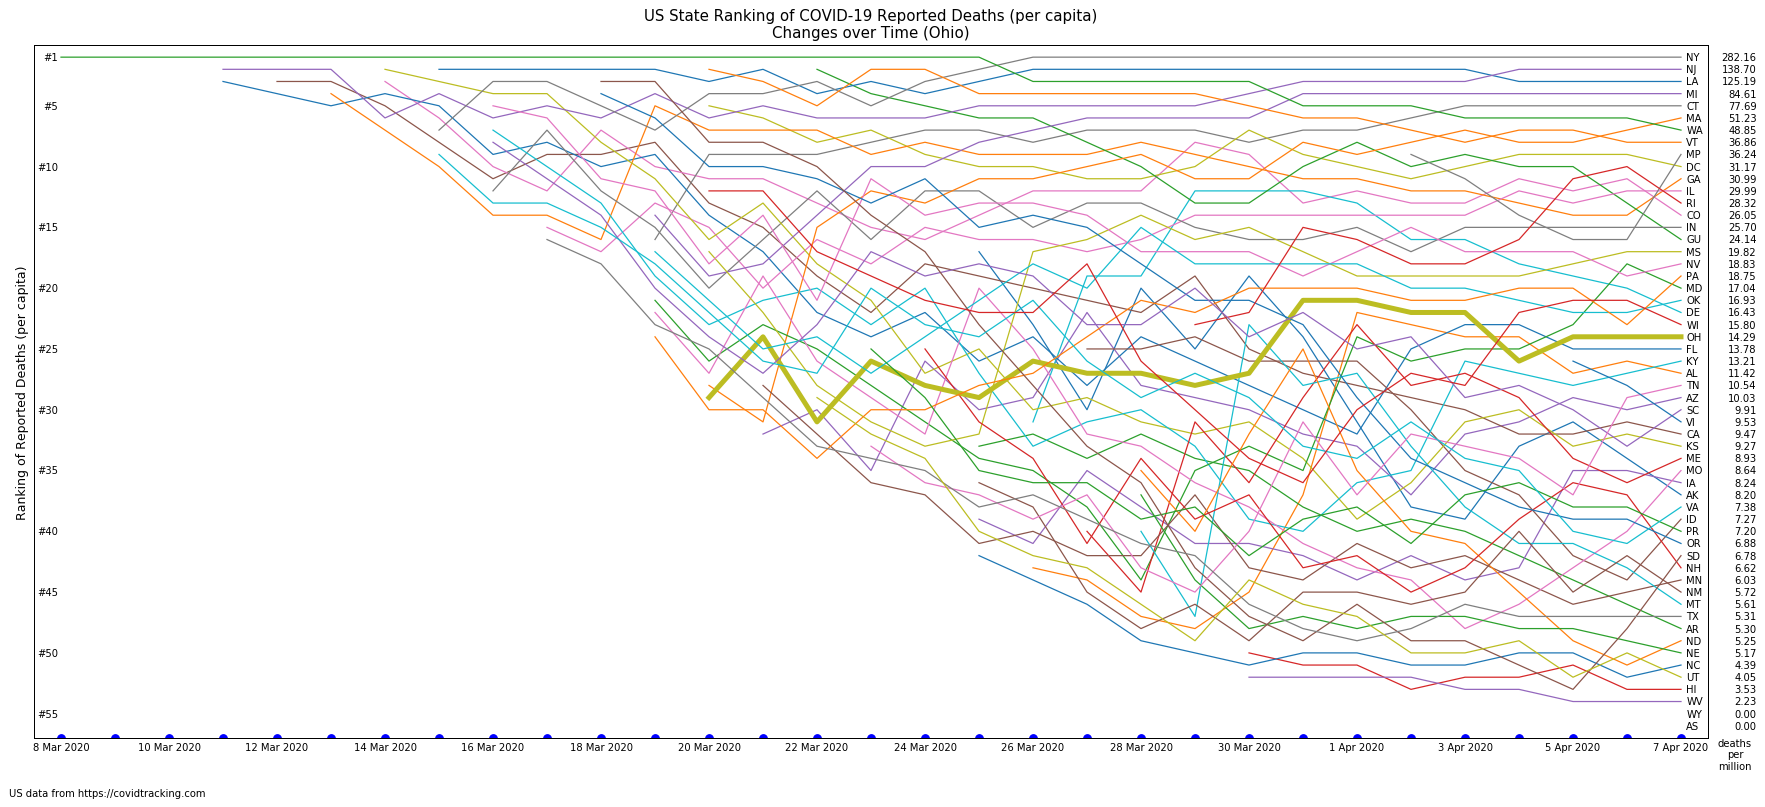 US State Ranking of COVID-19 Reported Deaths (per capita)
Changes over Time (Ohio)
Ranking of Reported Deaths (per capita)
#1
#5
#10
#15
#20
#25
#30
#35
#40
#45
#50
#55
NY 282.16
NJ 138.70
LA 125.19
MI 84.61
CT 77.69
MA 51.23
WA 48.85
VT 36.86
MP 36.24
DC 31.17
GA 30.99
IL 29.99
RI 28.32
CO 26.05
IN 25.70
GU 24.14
MS 19.82
NV 18.83
PA 18.75
MD 17.04
OK 16.93
DE 16.43
WI 15.80
OH 14.29
FL 13.78
KY 13.21
AL 11.42
TN 10.54
AZ 10.03
SC 9.91
VI 9.53
CA 9.47
KS 9.27
ME 8.93
MO 8.64
IA 8.24
AK 8.20
VA 7.38
ID 7.27
PR 7.20
OR 6.88
SD 6.78
NH 6.62
MN 6.03
NM 5.72
MT 5.61
TX 5.31
AR 5.30
ND 5.25
NE 5.17
NC 4.39
UT 4.05
HI 3.53
WV 2.23
WY 0.00
AS 0.00
8 Mar 2020 10 Mar 2020 12 Mar 2020 14 Mar 2020 16 Mar 2020 18 Mar 2020 20 Mar 2020 22 Mar 2020 24 Mar 2020 26 Mar 2020 28 Mar 2020 30 Mar 2020 1 Apr 2020 3 Apr 2020 5 Apr 2020 7 Apr 2020
deaths
per
million
US data from https://covidtracking.com